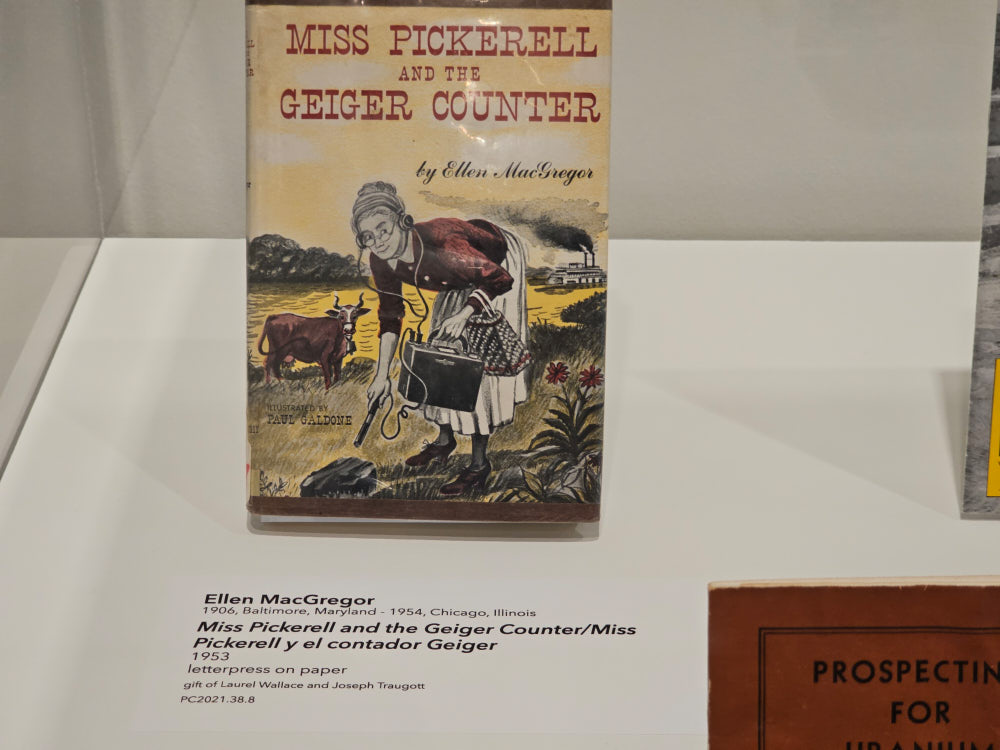 MISS PICKERELL
AND THE
GEIGER COUNTER
by Ellen MacGregor
ILLUSTRATED BY
PAUL GALDONE
Ellen MacGregor
1906, Baltimore, Maryland - 1954, Chicago, Illinois
Miss Pickerell and the Geiger Counter/Miss
Pickerell y el contador Geiger
1953
letterpress on paper
gift of Laurel Wallace and Joseph Traugott
PC2021.38.8
PROSPECTIN
FOR
URANIUM